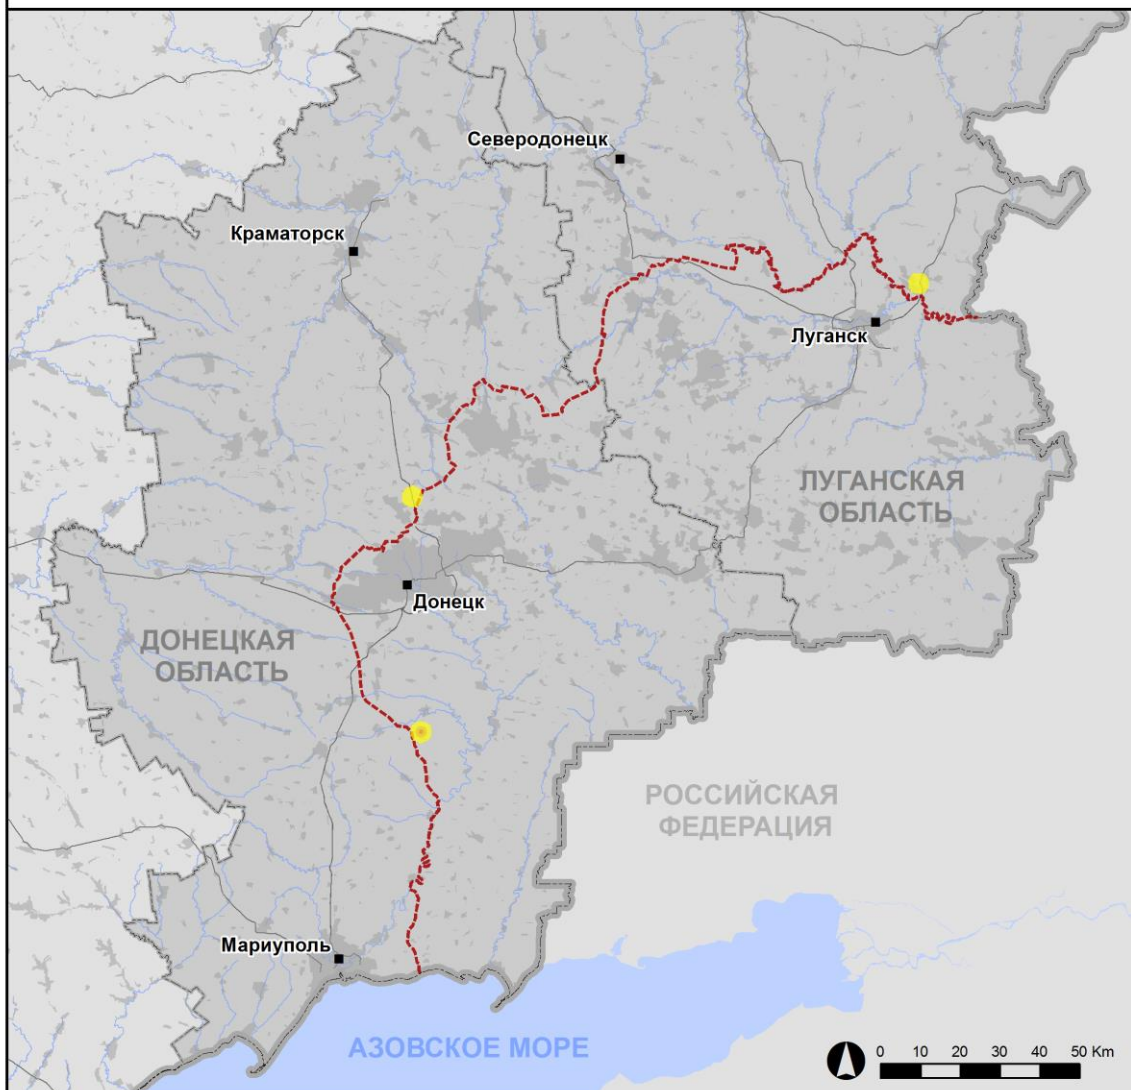 Северодонецк
Краматорск
Луганск
ЛУГАНСКАЯ
ОБЛАСТЬ
Донецк
ДОНЕЦКАЯ
ОБЛАСТЬ
РОССИЙСКАЯ
ФЕДЕРАЦИЯ
Мариуполь
АЗОВСКОЕ МОРЕ
0 10 20 30 40 50 Km